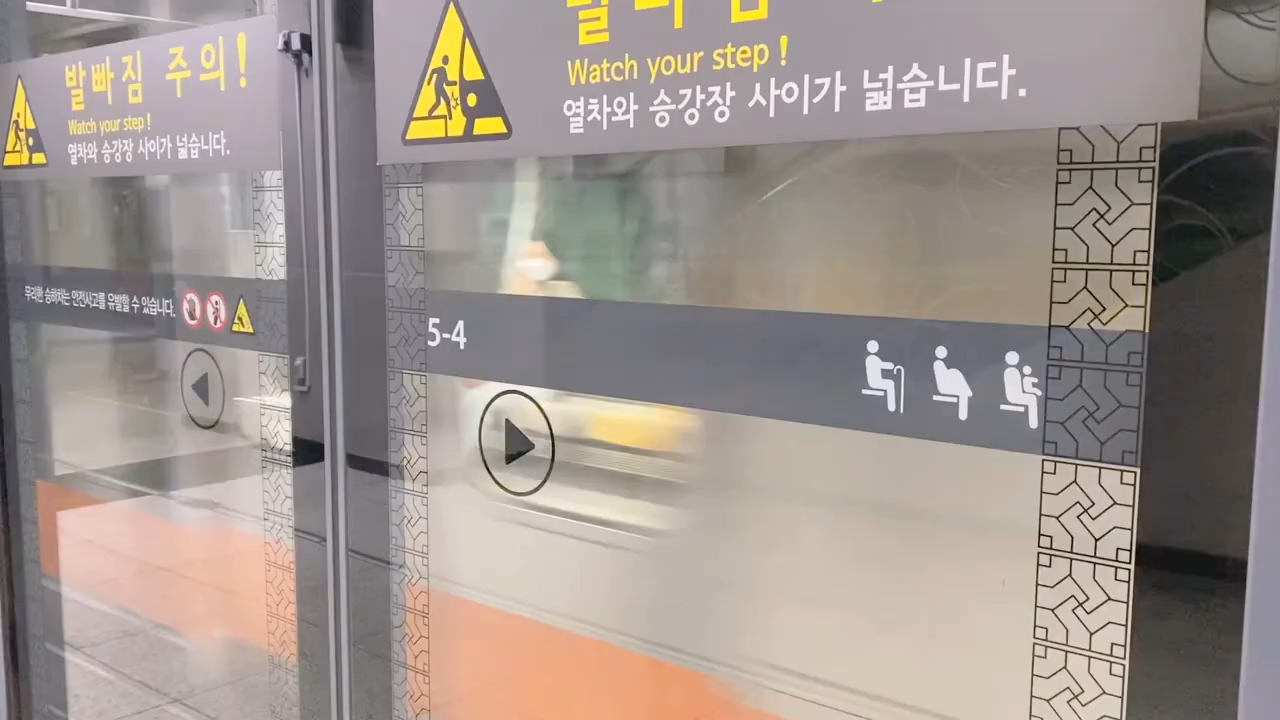 발빠짐 주의!
Watch your step !
열차와 승강장 사이가 넓습니다.
무리한 승하차는 안전사고를 유발할 수 있습니다.
발빠짐
Watch your step !
열차와 승강장 사이가 넓습니다.
5-4